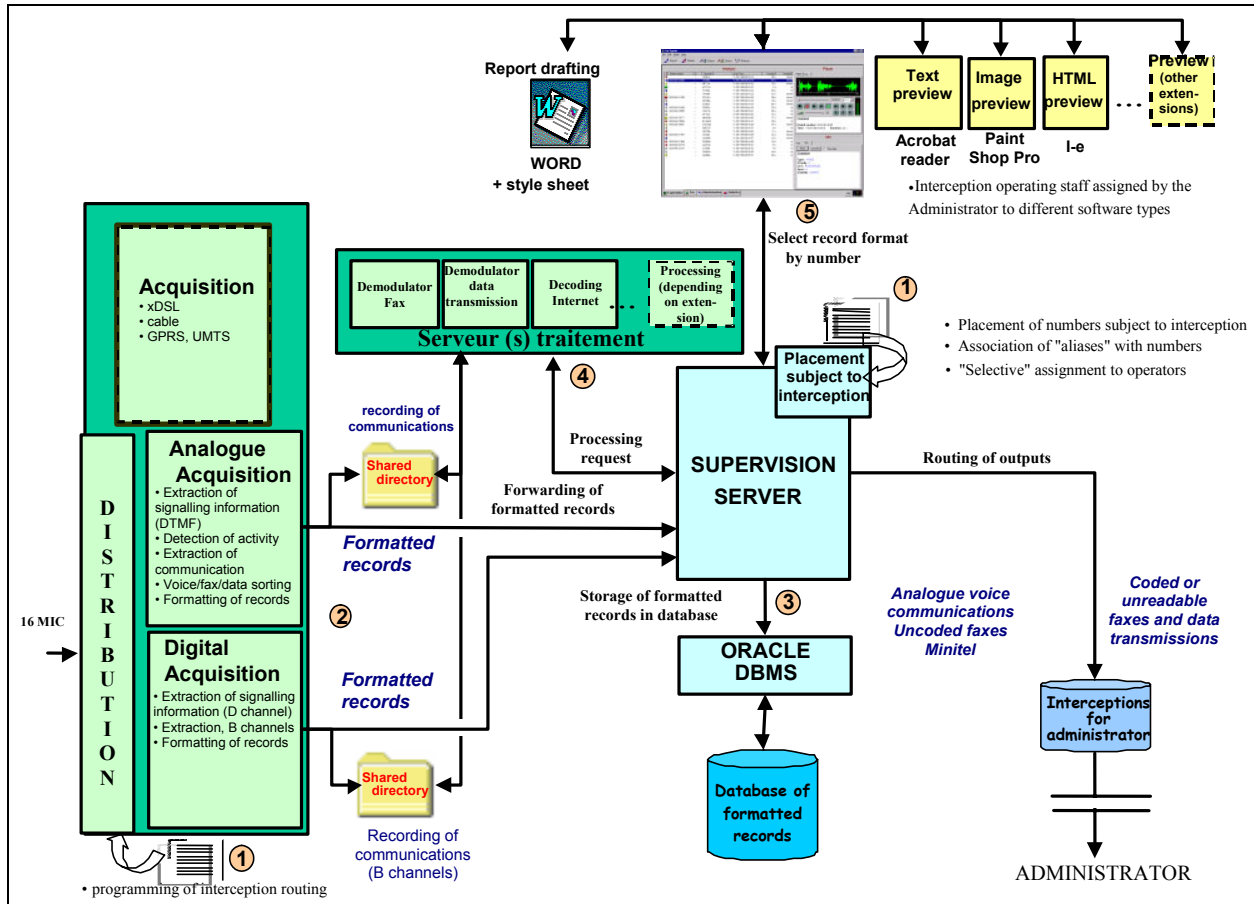 Report drafting
WORD
+ style sheet
Text
preview
Acrobat
reader
Image
preview
Paint
Shop Pro
HTML
preview
I-e
...
Preview
(other
exten-
sions)
•Interception operating staff assigned by the
Administrator to different software types
5
Select record format
by number
Acquisition
• xDSL
• cable
• GPRS, UMTS
Demodulator
Fax
Demodulator
data
transmission
Decoding
Internet
...
Processing
(depending
on exten-
sion)
Serveur (s) traitement
4
1
• Placement of numbers subject to interception
• Association of "aliases" with numbers
• "Selective" assignment to operators
Placement
subject to
interception
recording of
communications
Shared
directory
Processing
request
SUPERVISION
SERVER
Routing of outputs
Analogue
Acquisition
• Extraction of
signalling information
(DTMF)
• Detection of activity
• Extraction of
communication
• Voice/fax/data sorting
• Formatting of records
Forwarding of
formatted records
Formatted
records
DISTRIBUTION
16 MIC
2
Storage of formatted
records in database
3
Analogue voice
communications
Uncoded faxes
Minitel
Coded or
unreadable
faxes and data
transmissions
Digital
Acquisition
• Extraction of signalling
information (D channel)
• Extraction, B channels
• Formatting of records
Formatted
records
ORACLE
DBMS
Interceptions
for
administrator
Shared
directory
Database of
formatted
records
Recording of
communications
(B channels)
1
• programming of interception routing
ADMINISTRATOR